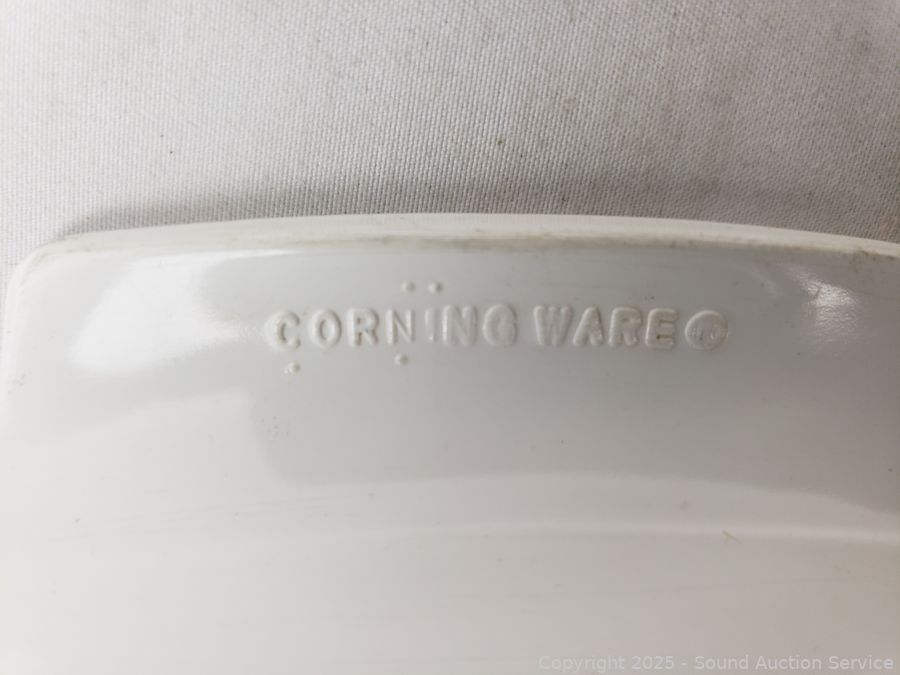 CORNING WARE®
Copyright 2025 - Sound Auction Service